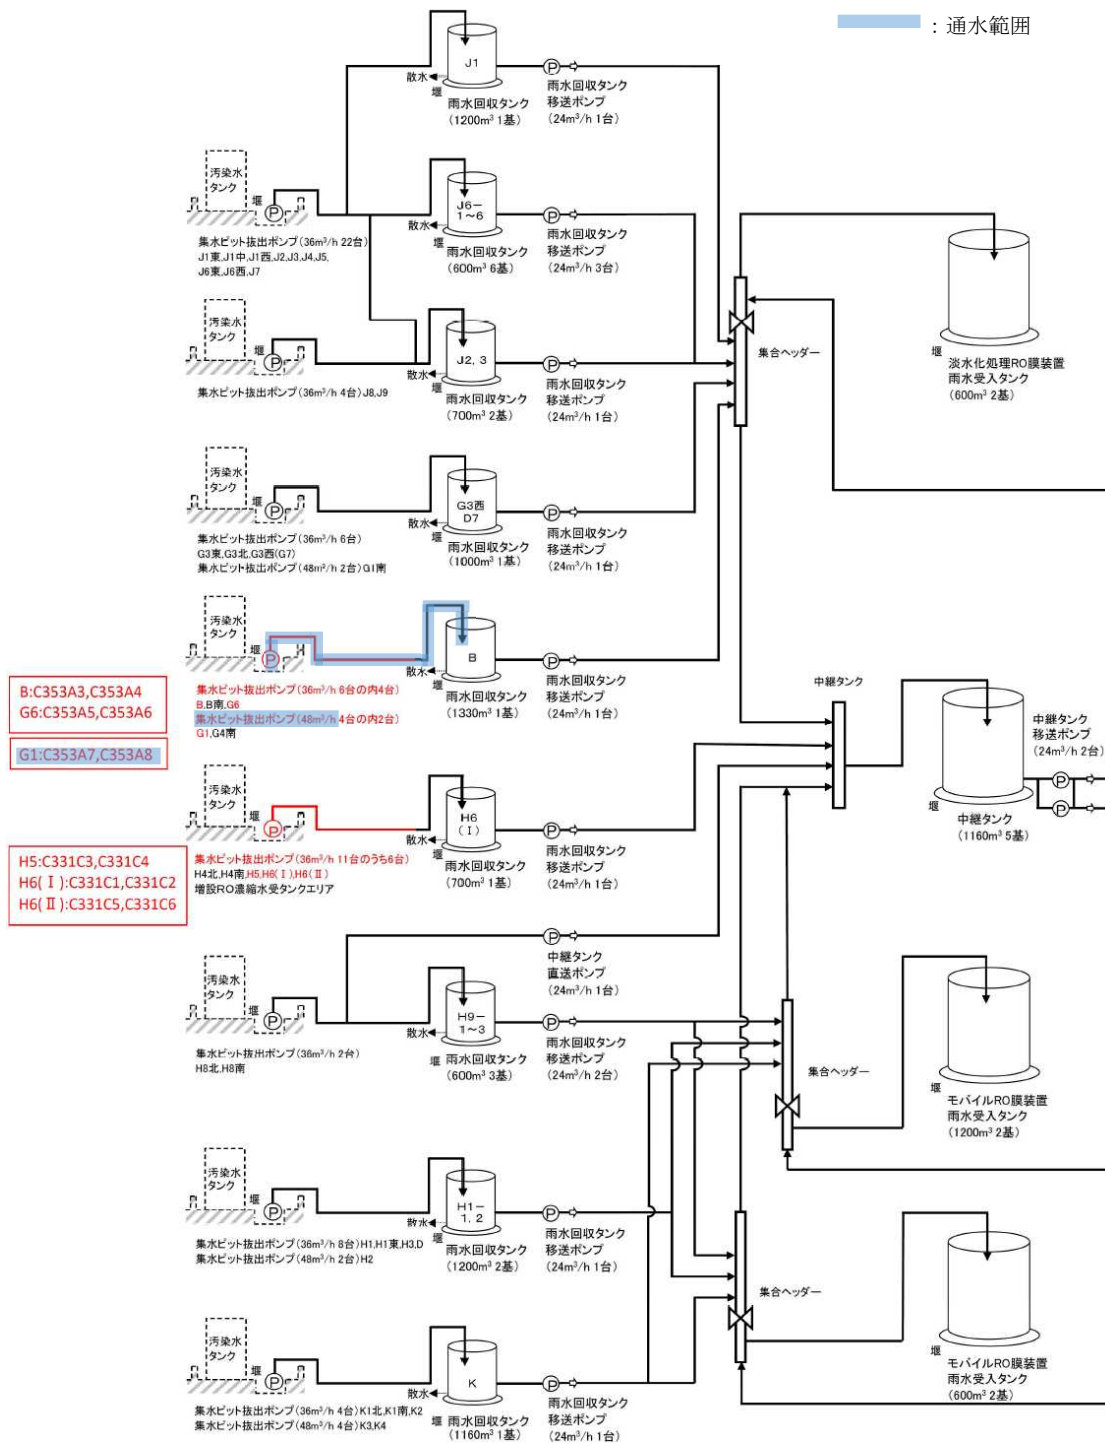 ：通水範囲
J1
散水
堰
雨水回収タンク
(1200m³ 1基)
雨水回収タンク
移送ポンプ
(24m³/h 1台)
汚染水
タンク
堰
集水ピット抜出ポンプ(36m³/h 22台)
J1東,J1中,J1西,J2,J3,J4,J5,
J6東,J6西,J7
J6－
1～6
散水
堰
雨水回収タンク
(600m³ 6基)
雨水回収タンク
移送ポンプ
(24m³/h 3台)
汚染水
タンク
堰
集水ピット抜出ポンプ(36m³/h 4台)J8,J9
J2, 3
散水
堰
雨水回収タンク
(700m³ 2基)
雨水回収タンク
移送ポンプ
(24m³/h 1台)
集合ヘッダー
堰
淡水化処理RO膜装置
雨水受入タンク
(600m³ 2基)
汚染水
タンク
堰
集水ピット抜出ポンプ(36m³/h 6台)
G3東,G3北,G3西(G7)
集水ピット抜出ポンプ(48m³/h 2台)G1南
G3西
D7
散水
堰
雨水回収タンク
(1000m³ 1基)
雨水回収タンク
移送ポンプ
(24m³/h 1台)
汚染水
タンク
堰
集水ピット抜出ポンプ(36m³/h 6台の内4台)
B,B南,G6
集水ピット抜出ポンプ(48m³/h 4台の内2台)
G1,G4南
B:C353A3,C353A4
G6:C353A5,C353A6
G1:C353A7,C353A8
B
散水
堰
雨水回収タンク
(1330m³ 1基)
雨水回収タンク
移送ポンプ
(24m³/h 1台)
中継タンク
中継タンク
移送ポンプ
(24m³/h 2台)
堰
中継タンク
(1160m³ 5基)
汚染水
タンク
堰
集水ピット抜出ポンプ(36m³/h 11台のうち6台)
H4北,H4南,H5,H6(Ⅰ),H6(Ⅱ)
増設RO濃縮水受タンクエリア
H5:C331C3,C331C4
H6(Ⅰ):C331C1,C331C2
H6(Ⅱ):C331C5,C331C6
H6
(Ⅰ)
散水
堰
雨水回収タンク
(700m³ 1基)
雨水回収タンク
移送ポンプ
(24m³/h 1台)
中継タンク
直送ポンプ
(24m³/h 1台)
汚染水
タンク
堰
集水ピット抜出ポンプ(36m³/h 2台)
H8北,H8南
H9－
1～3
散水
堰
雨水回収タンク
(600m³ 3基)
雨水回収タンク
移送ポンプ
(24m³/h 2台)
集合ヘッダー
堰
モバイルRO膜装置
雨水受入タンク
(1200m³ 2基)
汚染水
タンク
堰
集水ピット抜出ポンプ(36m³/h 8台)H1,H1東,H3,D
集水ピット抜出ポンプ(48m³/h 2台)H2
H1－
1, 2
散水
堰
雨水回収タンク
(1200m³ 2基)
雨水回収タンク
移送ポンプ
(24m³/h 1台)
集合ヘッダー
堰
モバイルRO膜装置
雨水受入タンク
(600m³ 2基)
汚染水
タンク
堰
集水ピット抜出ポンプ(36m³/h 4台)K1北,K1南,K2
集水ピット抜出ポンプ(48m³/h 4台)K3,K4
K
散水
堰
雨水回収タンク
(1160m³ 1基)
雨水回収タンク
移送ポンプ
(24m³/h 1台)